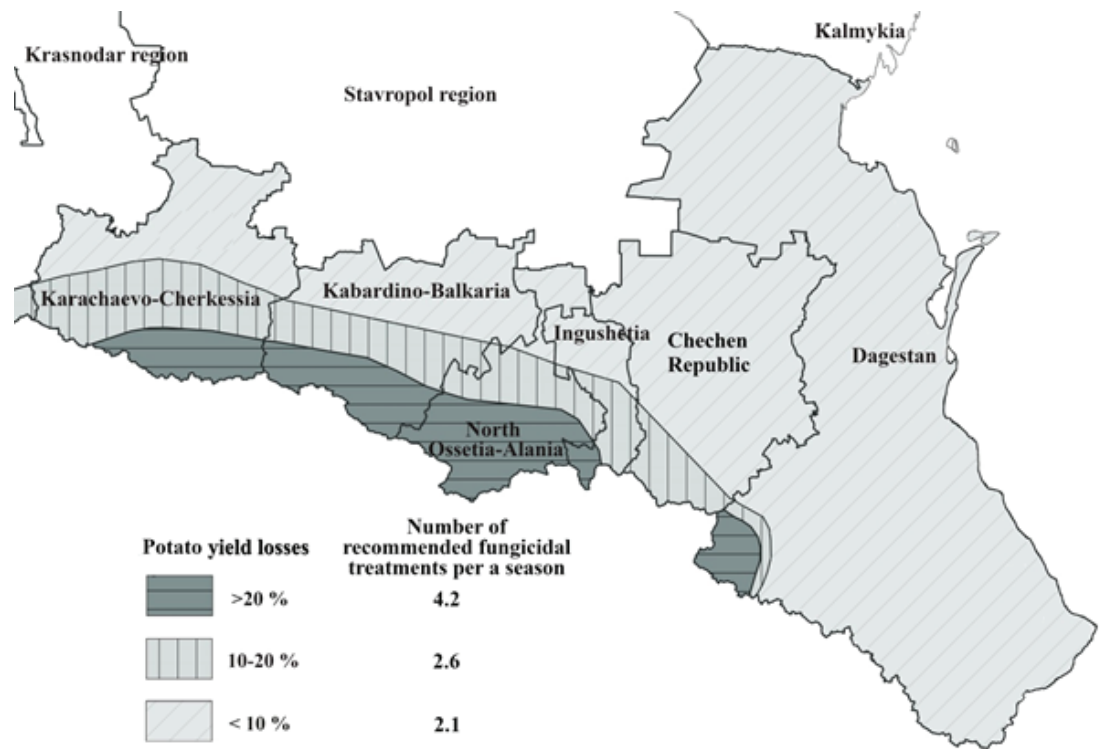 Kalmykia
Krasnodar region
Stavropol region
Karachaevo-Cherkessia
Kabardino-Balkaria
Ingushetia
Chechen
Republic
Dagestan
North
Ossetia-Alania
Potato yield losses
Number of
recommended fungicidal
treatments per a season
>20 %
4.2
10-20 %
2.6
< 10 %
2.1